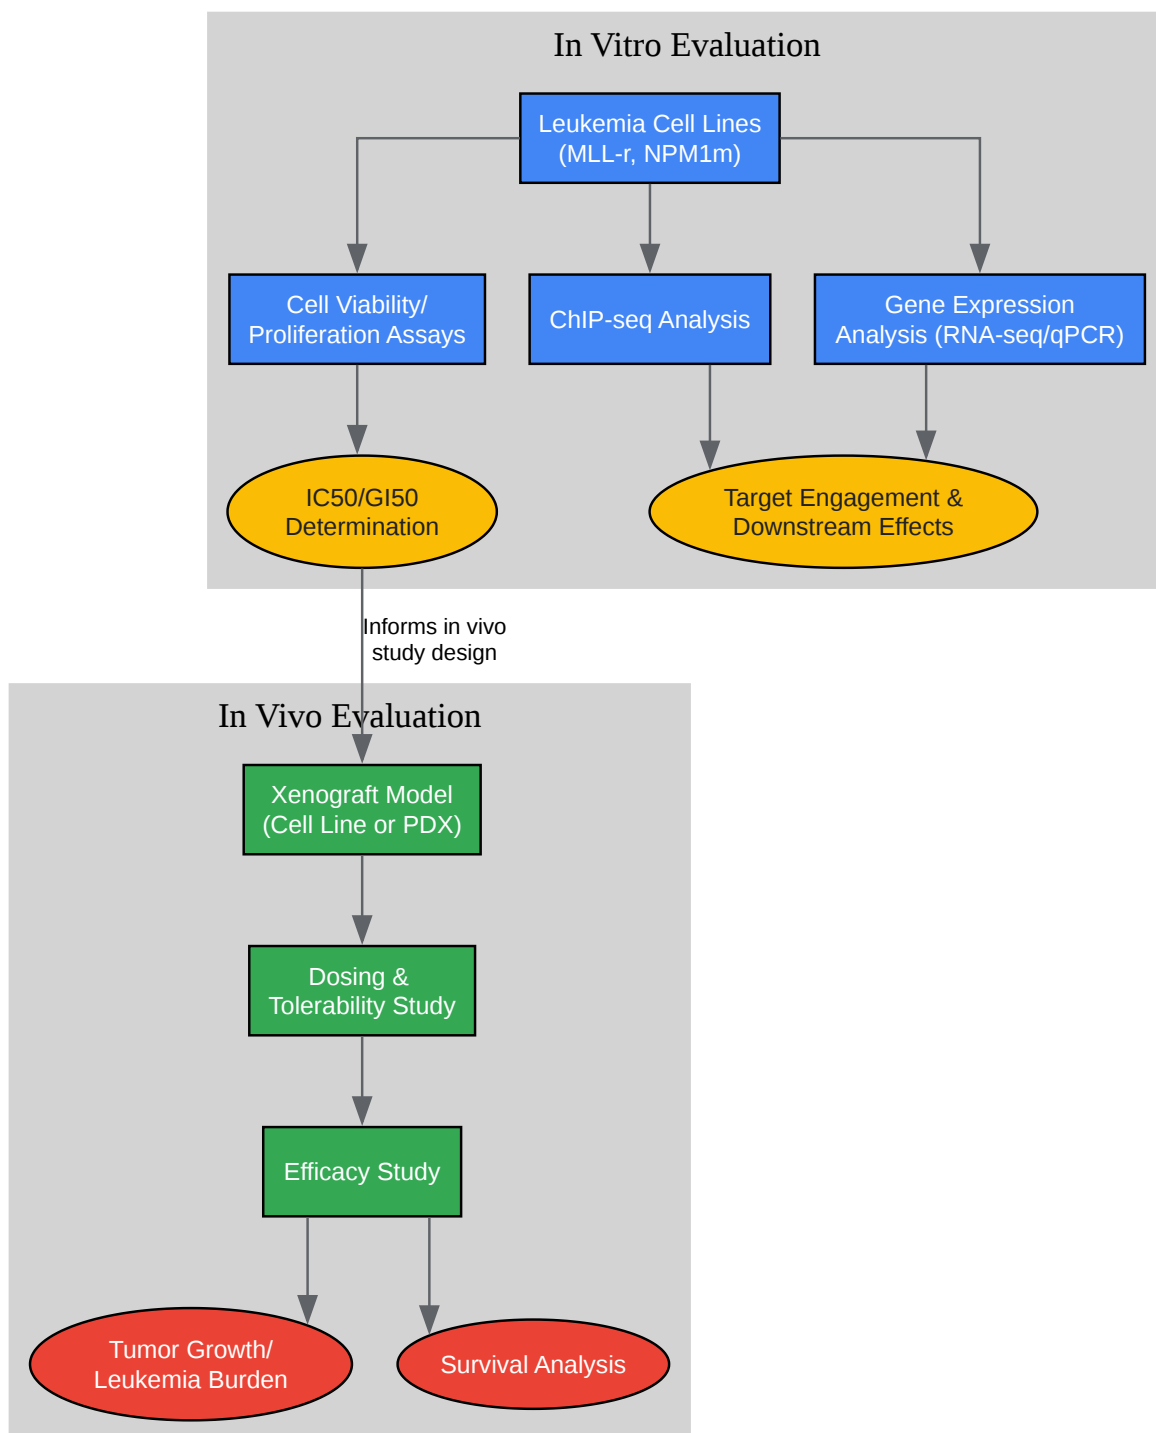 In Vitro Evaluation
Leukemia Cell Lines
(MLL-r, NPM1m)
Cell Viability/
Proliferation Assays
ChIP-seq Analysis
Gene Expression
Analysis (RNA-seq/qPCR)
IC50/GI50
Determination
Target Engagement &
Downstream Effects
Informs in vivo
study design
In Vivo Evaluation
Xenograft Model
(Cell Line or PDX)
Dosing &
Tolerability Study
Efficacy Study
Tumor Growth/
Leukemia Burden
Survival Analysis